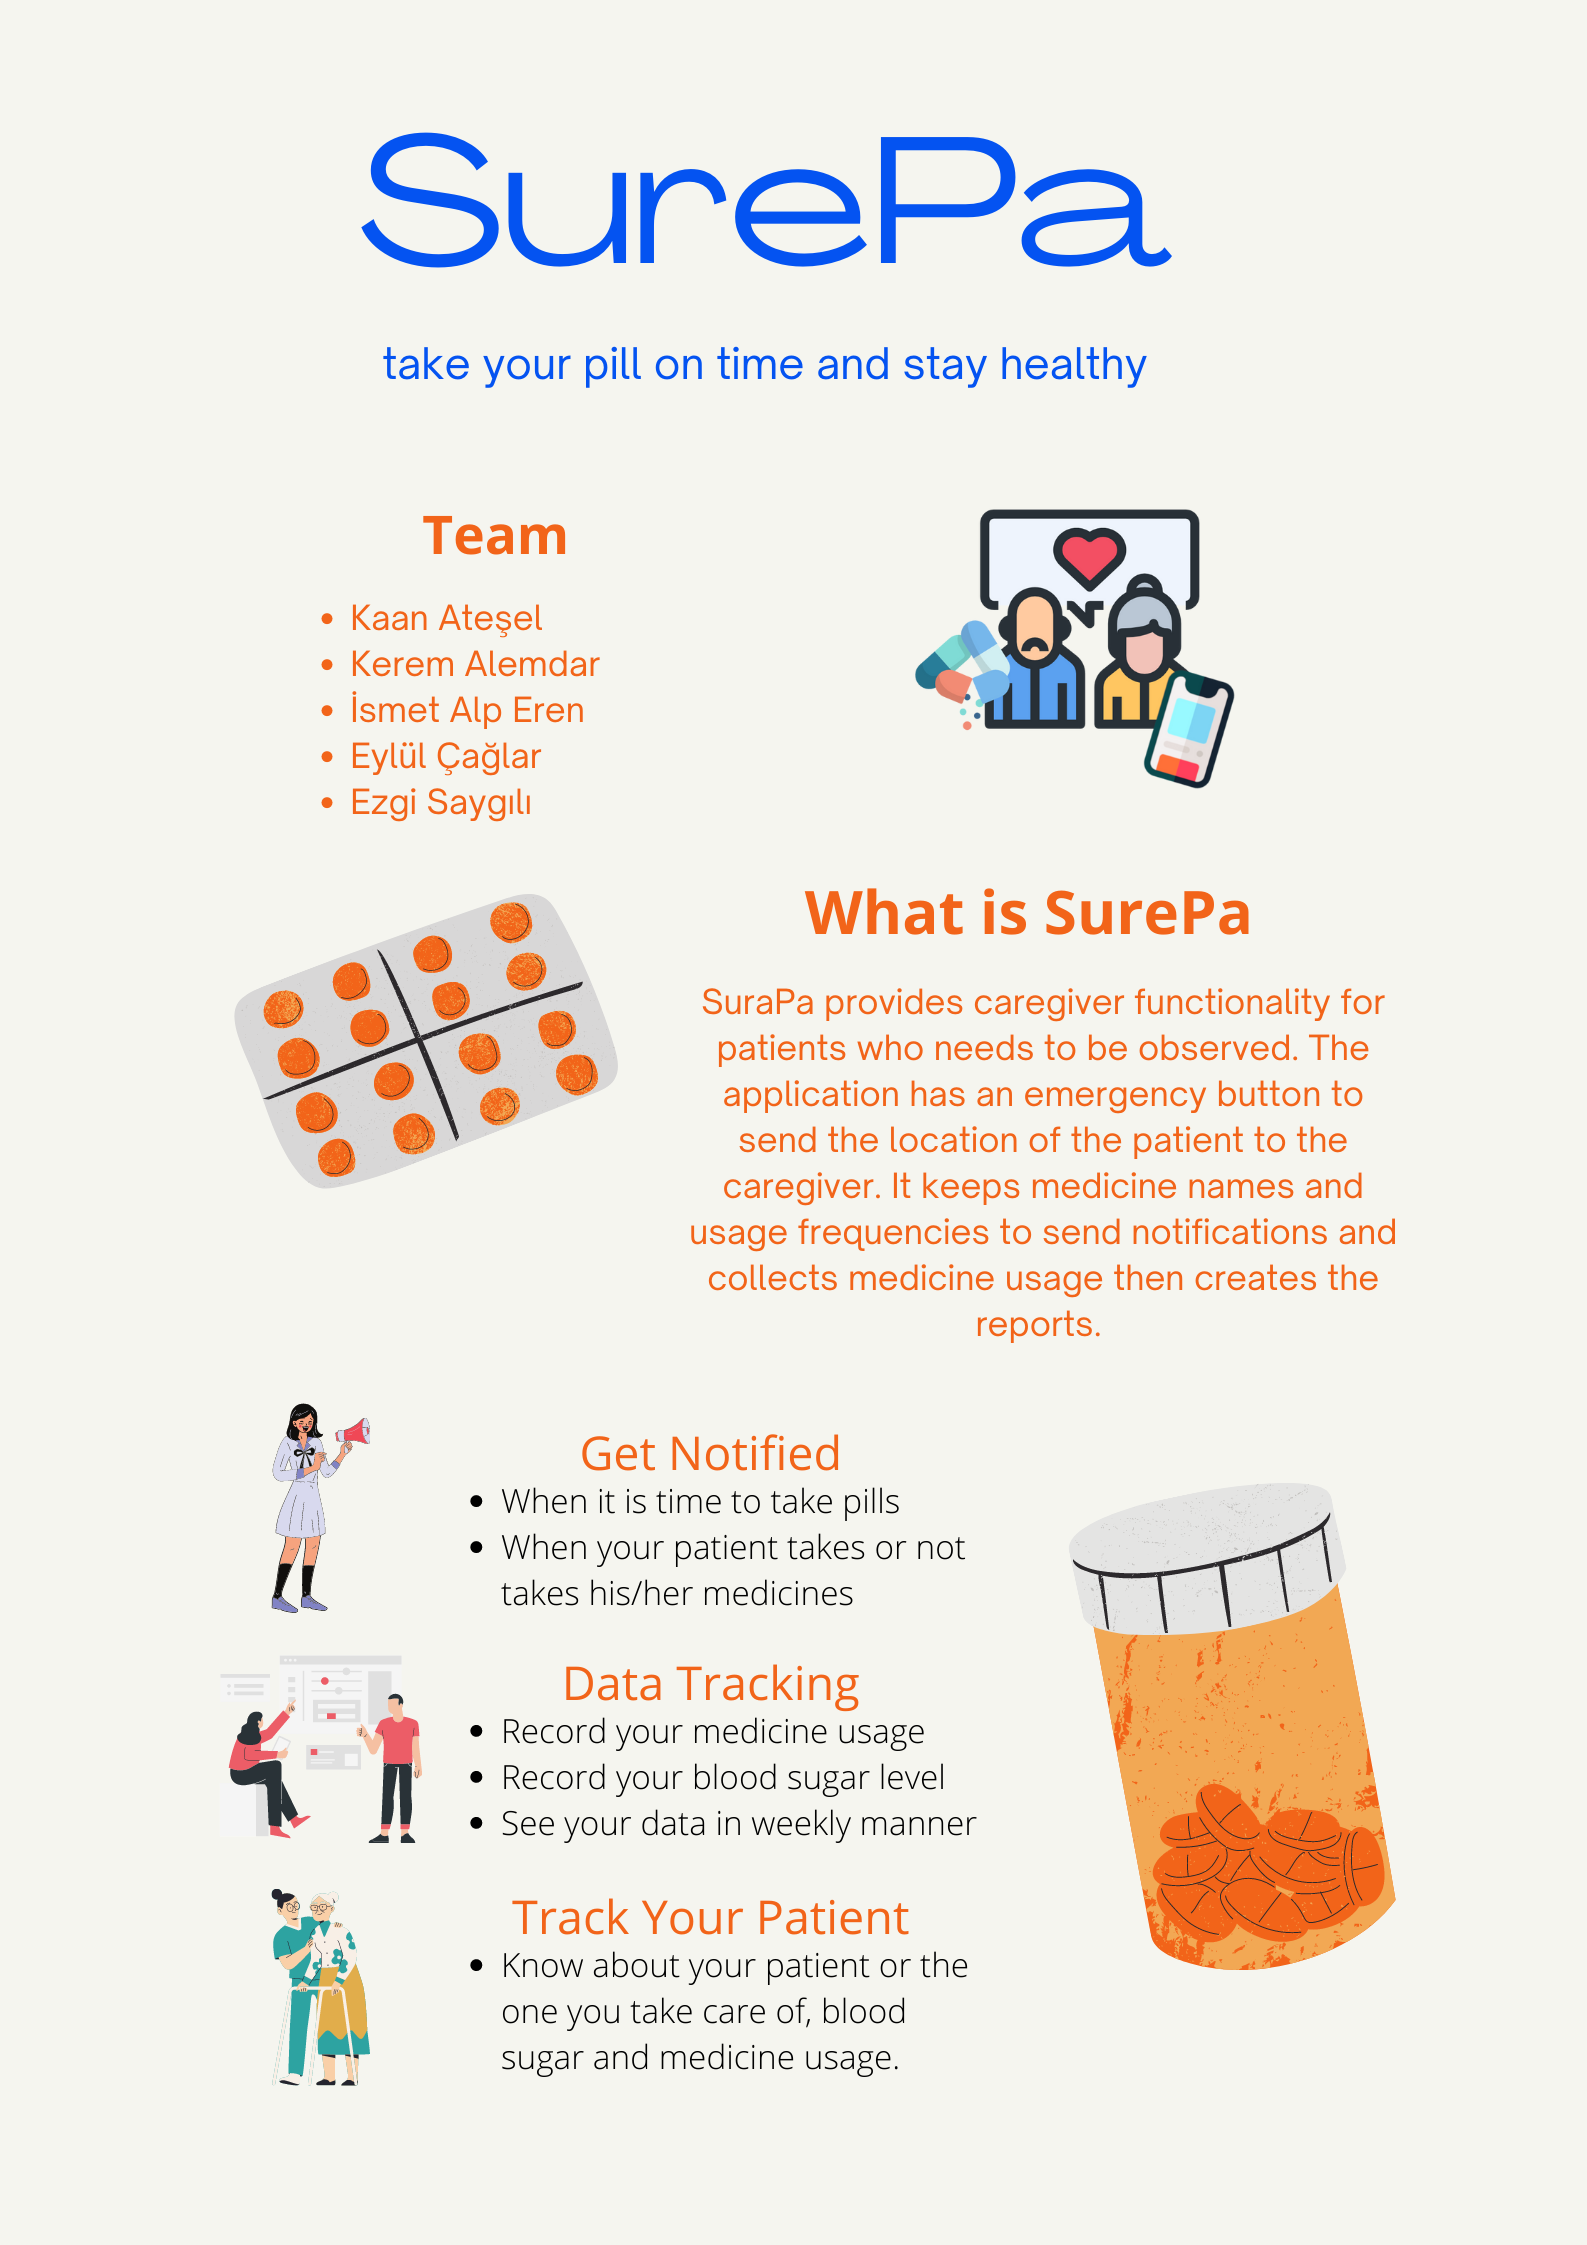 SurePa
take your pill on time and stay healthy
Team
• Kaan Ateşel
• Kerem Alemdar
• İsmet Alp Eren
• Eylül Çağlar
• Ezgi Saygılı
What is SurePa
SuraPa provides caregiver functionality for
patients who needs to be observed. The
application has an emergency button to
send the location of the patient to the
caregiver. It keeps medicine names and
usage frequencies to send notifications and
collects medicine usage then creates the
reports.
Get Notified
• When it is time to take pills
• When your patient takes or not
takes his/her medicines
Data Tracking
• Record your medicine usage
• Record your blood sugar level
• See your data in weekly manner
Track Your Patient
• Know about your patient or the
one you take care of, blood
sugar and medicine usage.